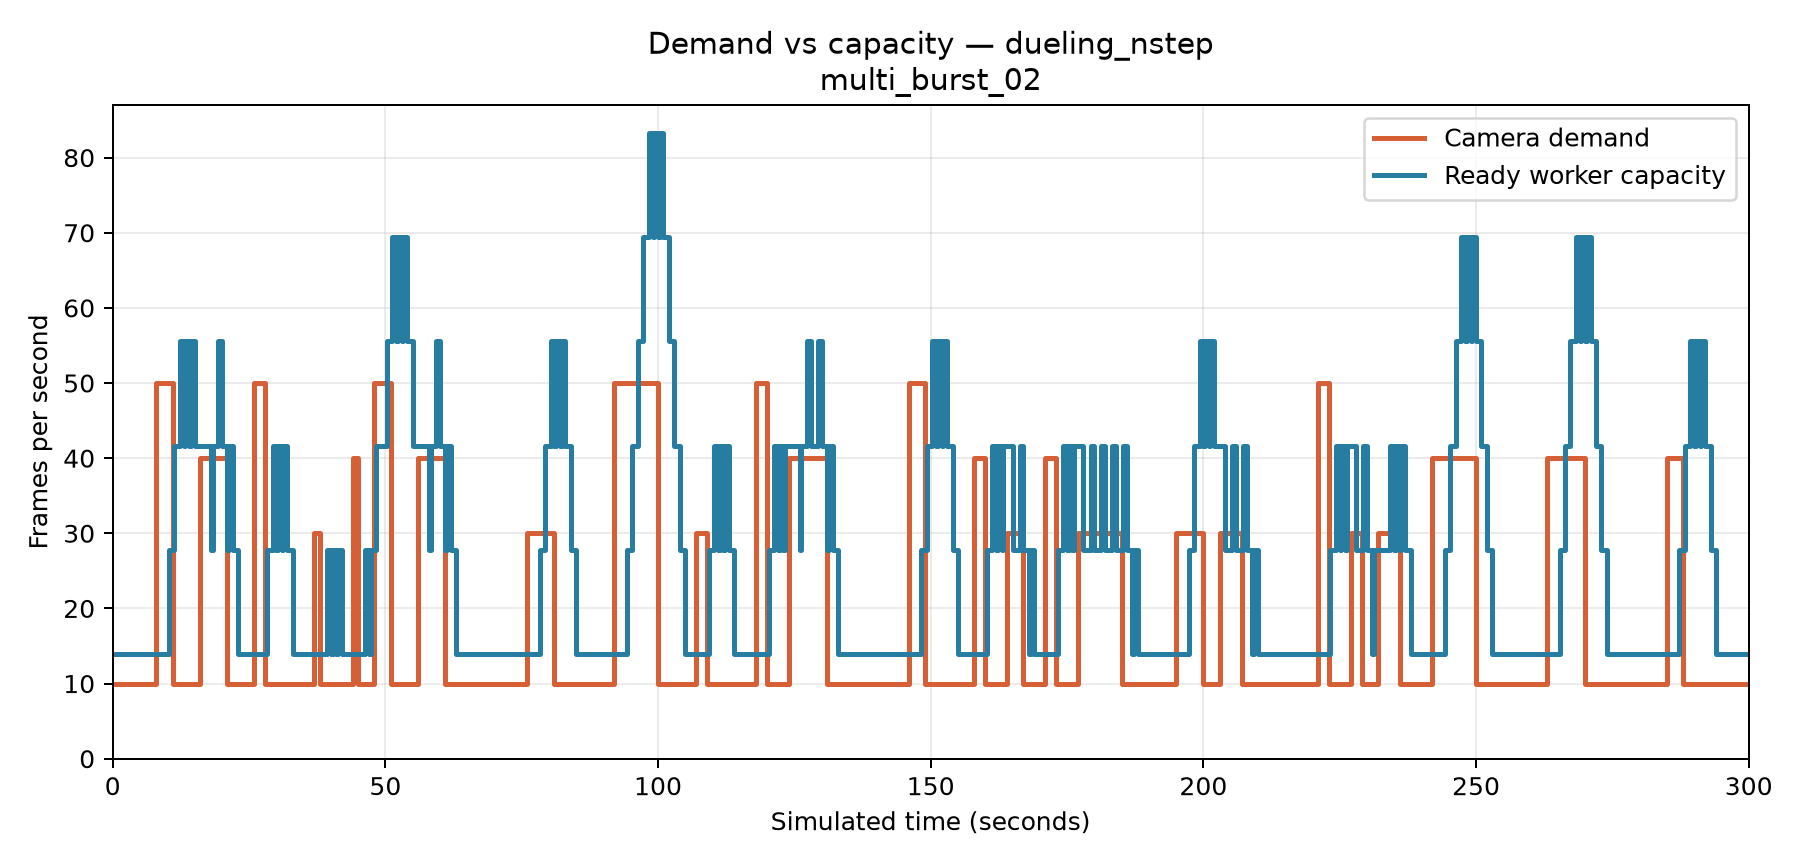 Demand vs capacity — dueling_nstep
multi_burst_02
Camera demand
Ready worker capacity
Frames per second
80
70
60
50
40
30
20
10
0
0 50 100 150 200 250 300
Simulated time (seconds)